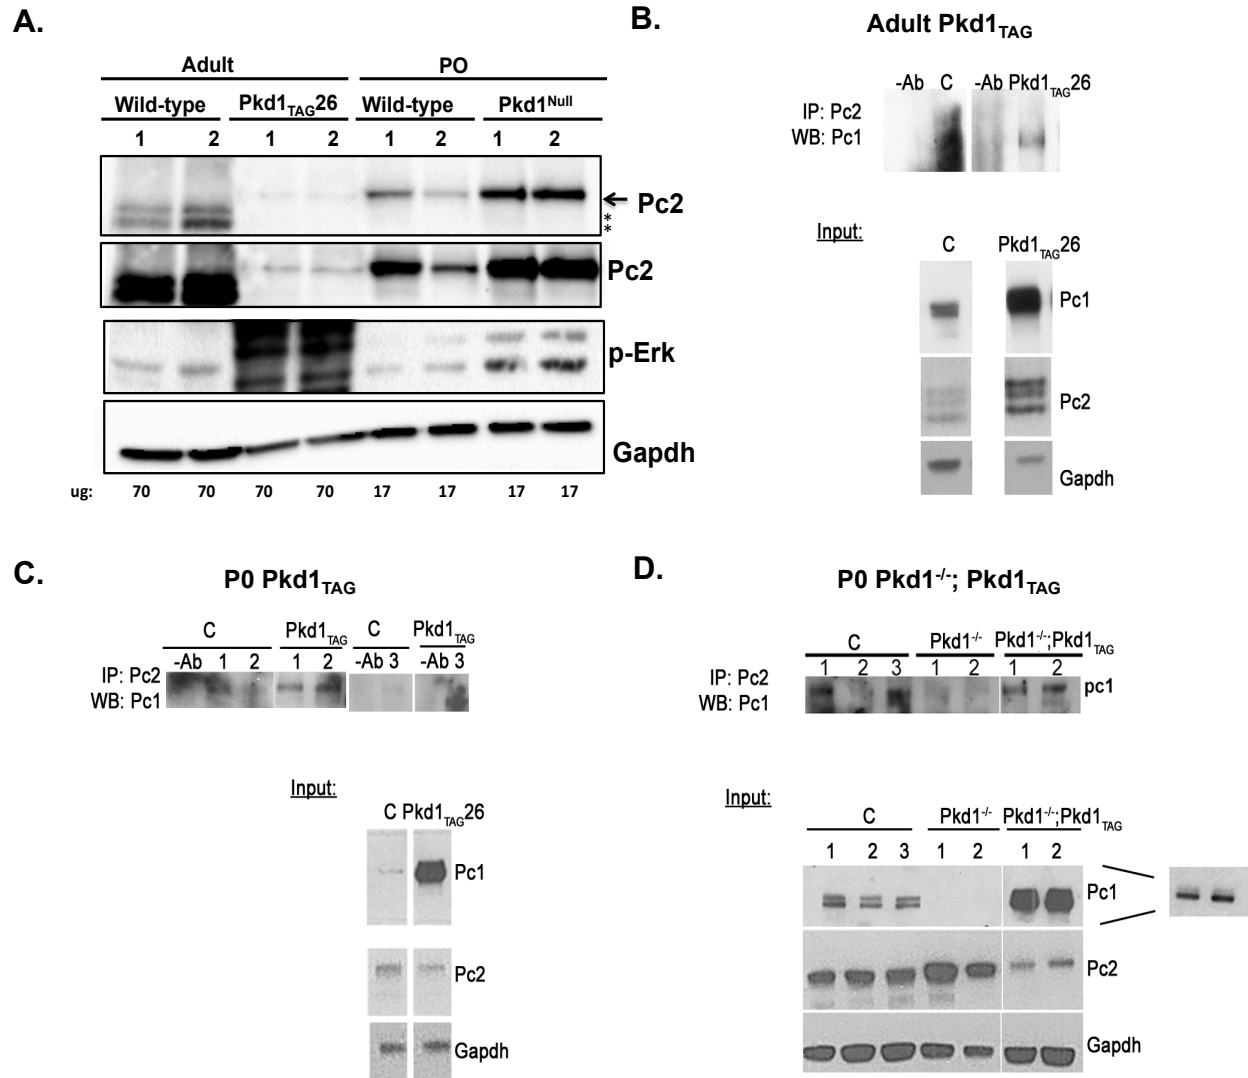 A.
Adult PO
Wild-type Pkd1TAG26 Wild-type Pkd1Null
1 2 1 2 1 2 1 2
Pc2
*
*
Pc2
p-Erk
Gapdh
ug: 70 70 70 70 17 17 17 17
B.
Adult Pkd1TAG
-Ab C -Ab Pkd1TAG26
IP: Pc2
WB: Pc1
Input:
C Pkd1TAG26
Pc1
Pc2
Gapdh
C.
P0 Pkd1TAG
C Pkd1TAG C Pkd1TAG
-Ab 1 2 1 2 -Ab 3 -Ab 3
IP: Pc2
WB: Pc1
Input:
C Pkd1TAG26
Pc1
Pc2
Gapdh
D.
P0 Pkd1-/-; Pkd1TAG
C Pkd1-/- Pkd1-/-;Pkd1TAG
1 2 3 1 2 1 2
IP: Pc2
WB: Pc1
pc1
Input:
C Pkd1-/- Pkd1-/-;Pkd1TAG
1 2 3 1 2 1 2
Pc1
Pc2
Gapdh